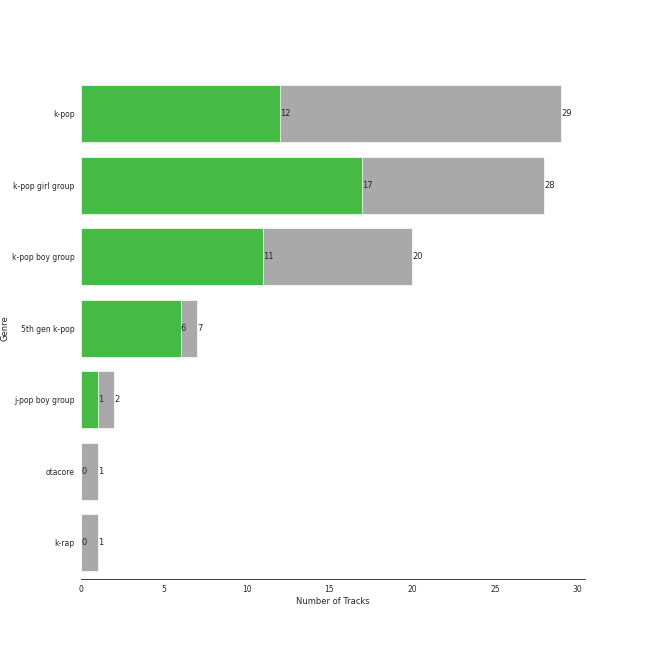 k-pop 12 29
k-pop girl group 17 28
k-pop boy group 11 20
5th gen k-pop 6 7
j-pop boy group 1 2
otacore 0 1
k-rap 0 1
Genre
0 5 10 15 20 25 30
Number of Tracks